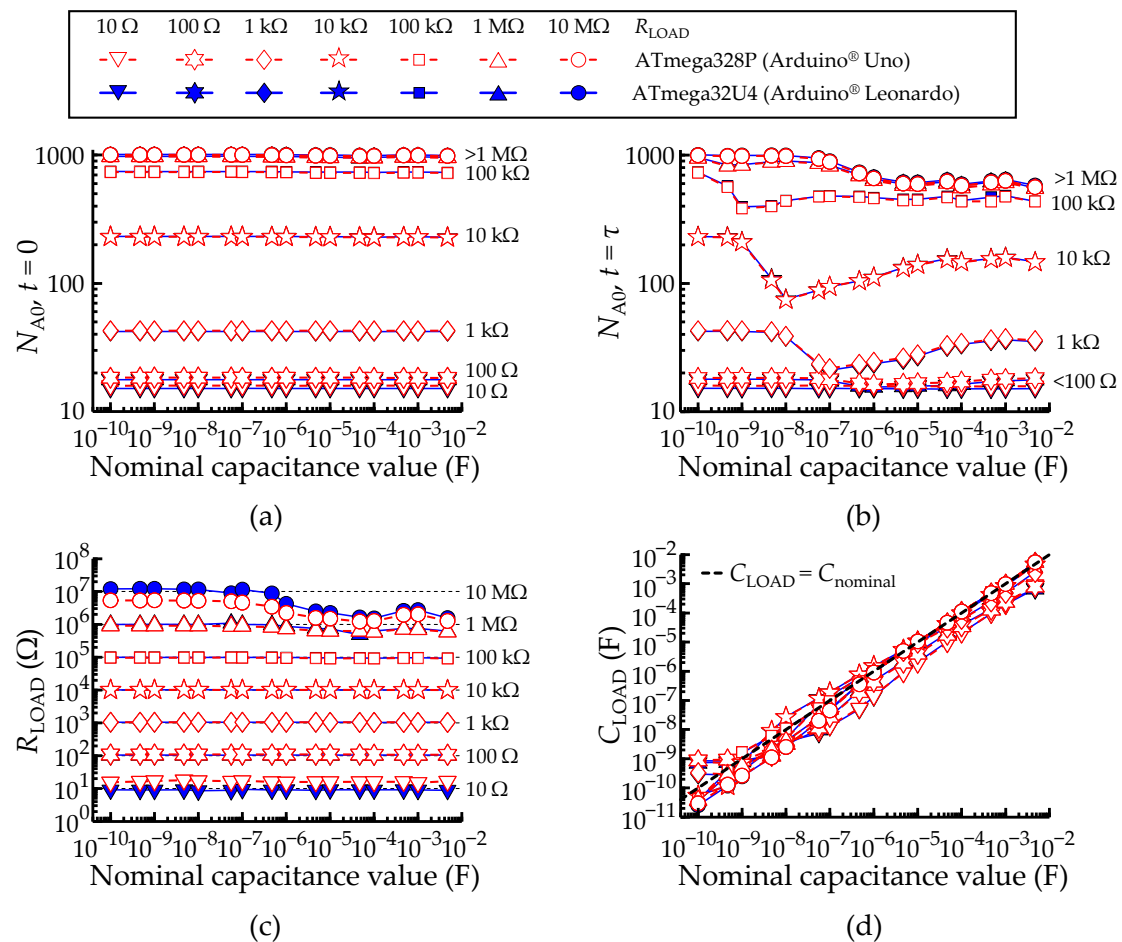 10 Ω 100 Ω 1 kΩ 10 kΩ 100 kΩ 1 MΩ 10 MΩ R_LOAD
ATmega328P (Arduino® Uno)
ATmega32U4 (Arduino® Leonardo)
1000
100
10
N_A0, t = 0
>1 MΩ
100 kΩ
10 kΩ
1 kΩ
100 Ω
10 Ω
10⁻¹⁰ 10⁻⁹ 10⁻⁸ 10⁻⁷ 10⁻⁶ 10⁻⁵ 10⁻⁴ 10⁻³ 10⁻²
Nominal capacitance value (F)
(a)
1000
100
10
N_A0, t = τ
>1 MΩ
100 kΩ
10 kΩ
1 kΩ
<100 Ω
10⁻¹⁰ 10⁻⁹ 10⁻⁸ 10⁻⁷ 10⁻⁶ 10⁻⁵ 10⁻⁴ 10⁻³ 10⁻²
Nominal capacitance value (F)
(b)
10⁸
10⁷
10⁶
10⁵
10⁴
10³
10²
10¹
10⁰
R_LOAD (Ω)
10 MΩ
1 MΩ
100 kΩ
10 kΩ
1 kΩ
100 Ω
10 Ω
10⁻¹⁰ 10⁻⁹ 10⁻⁸ 10⁻⁷ 10⁻⁶ 10⁻⁵ 10⁻⁴ 10⁻³ 10⁻²
Nominal capacitance value (F)
(c)
10⁻²
10⁻³
10⁻⁴
10⁻⁵
10⁻⁶
10⁻⁷
10⁻⁸
10⁻⁹
10⁻¹⁰
10⁻¹¹
C_LOAD (F)
C_LOAD = C_nominal
10⁻¹⁰ 10⁻⁹ 10⁻⁸ 10⁻⁷ 10⁻⁶ 10⁻⁵ 10⁻⁴ 10⁻³ 10⁻²
Nominal capacitance value (F)
(d)